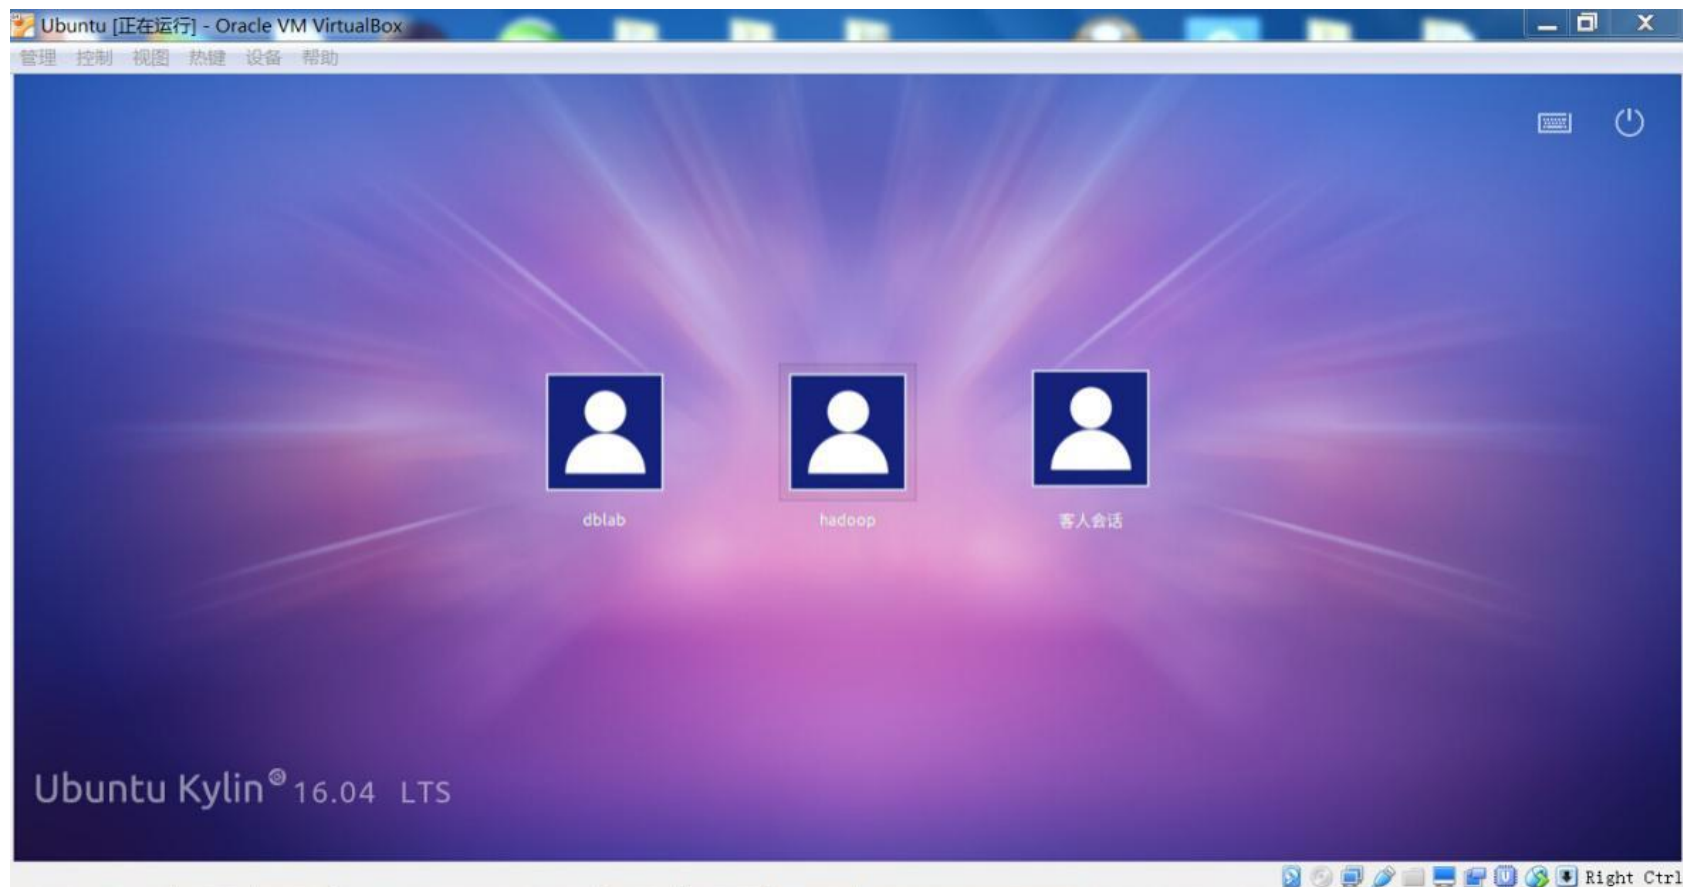 Ubuntu [正在运行] - Oracle VM VirtualBox
管理 控制 视图 热键 设备 帮助
dblab hadoop 客人会话
Ubuntu Kylin 16.04 LTS
Right Ctrl